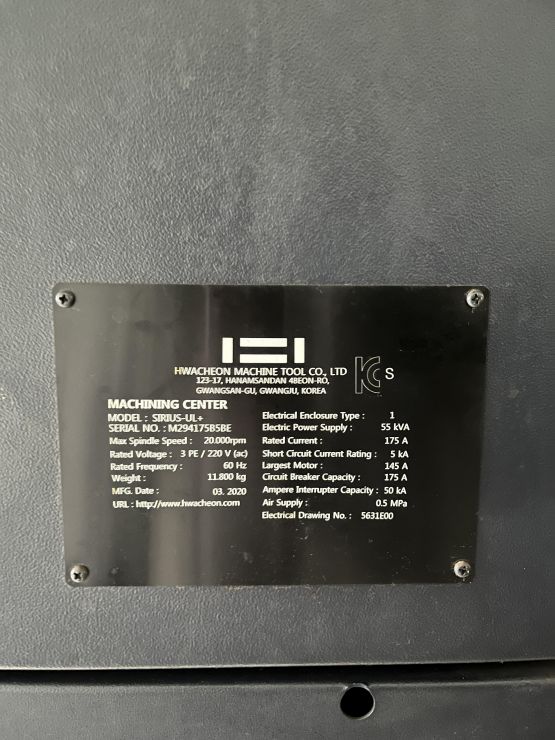 HWACHEON MACHINE TOOL CO., LTD
123-17, HANAMSANDAN 4BEON-RO,
GWANGSAN-GU, GWANGJU, KOREA
KC S
MACHINING CENTER
MODEL : SIRIUS-UL+
SERIAL NO. : M294175B5BE
Max Spindle Speed : 20.000rpm
Rated Voltage : 3 PE / 220 V (ac)
Rated Frequency : 60 Hz
Weight : 11.800 kg
MFG. Date : 03. 2020
URL : http://www.hwacheon.com
Electrical Enclosure Type : 1
Electric Power Supply : 55 kVA
Rated Current : 175 A
Short Circuit Current Rating : 5 kA
Largest Motor : 145 A
Circuit Breaker Capacity : 175 A
Ampere Interrupter Capacity : 50 kA
Air Supply : 0.5 MPa
Electrical Drawing No. : 5631E00